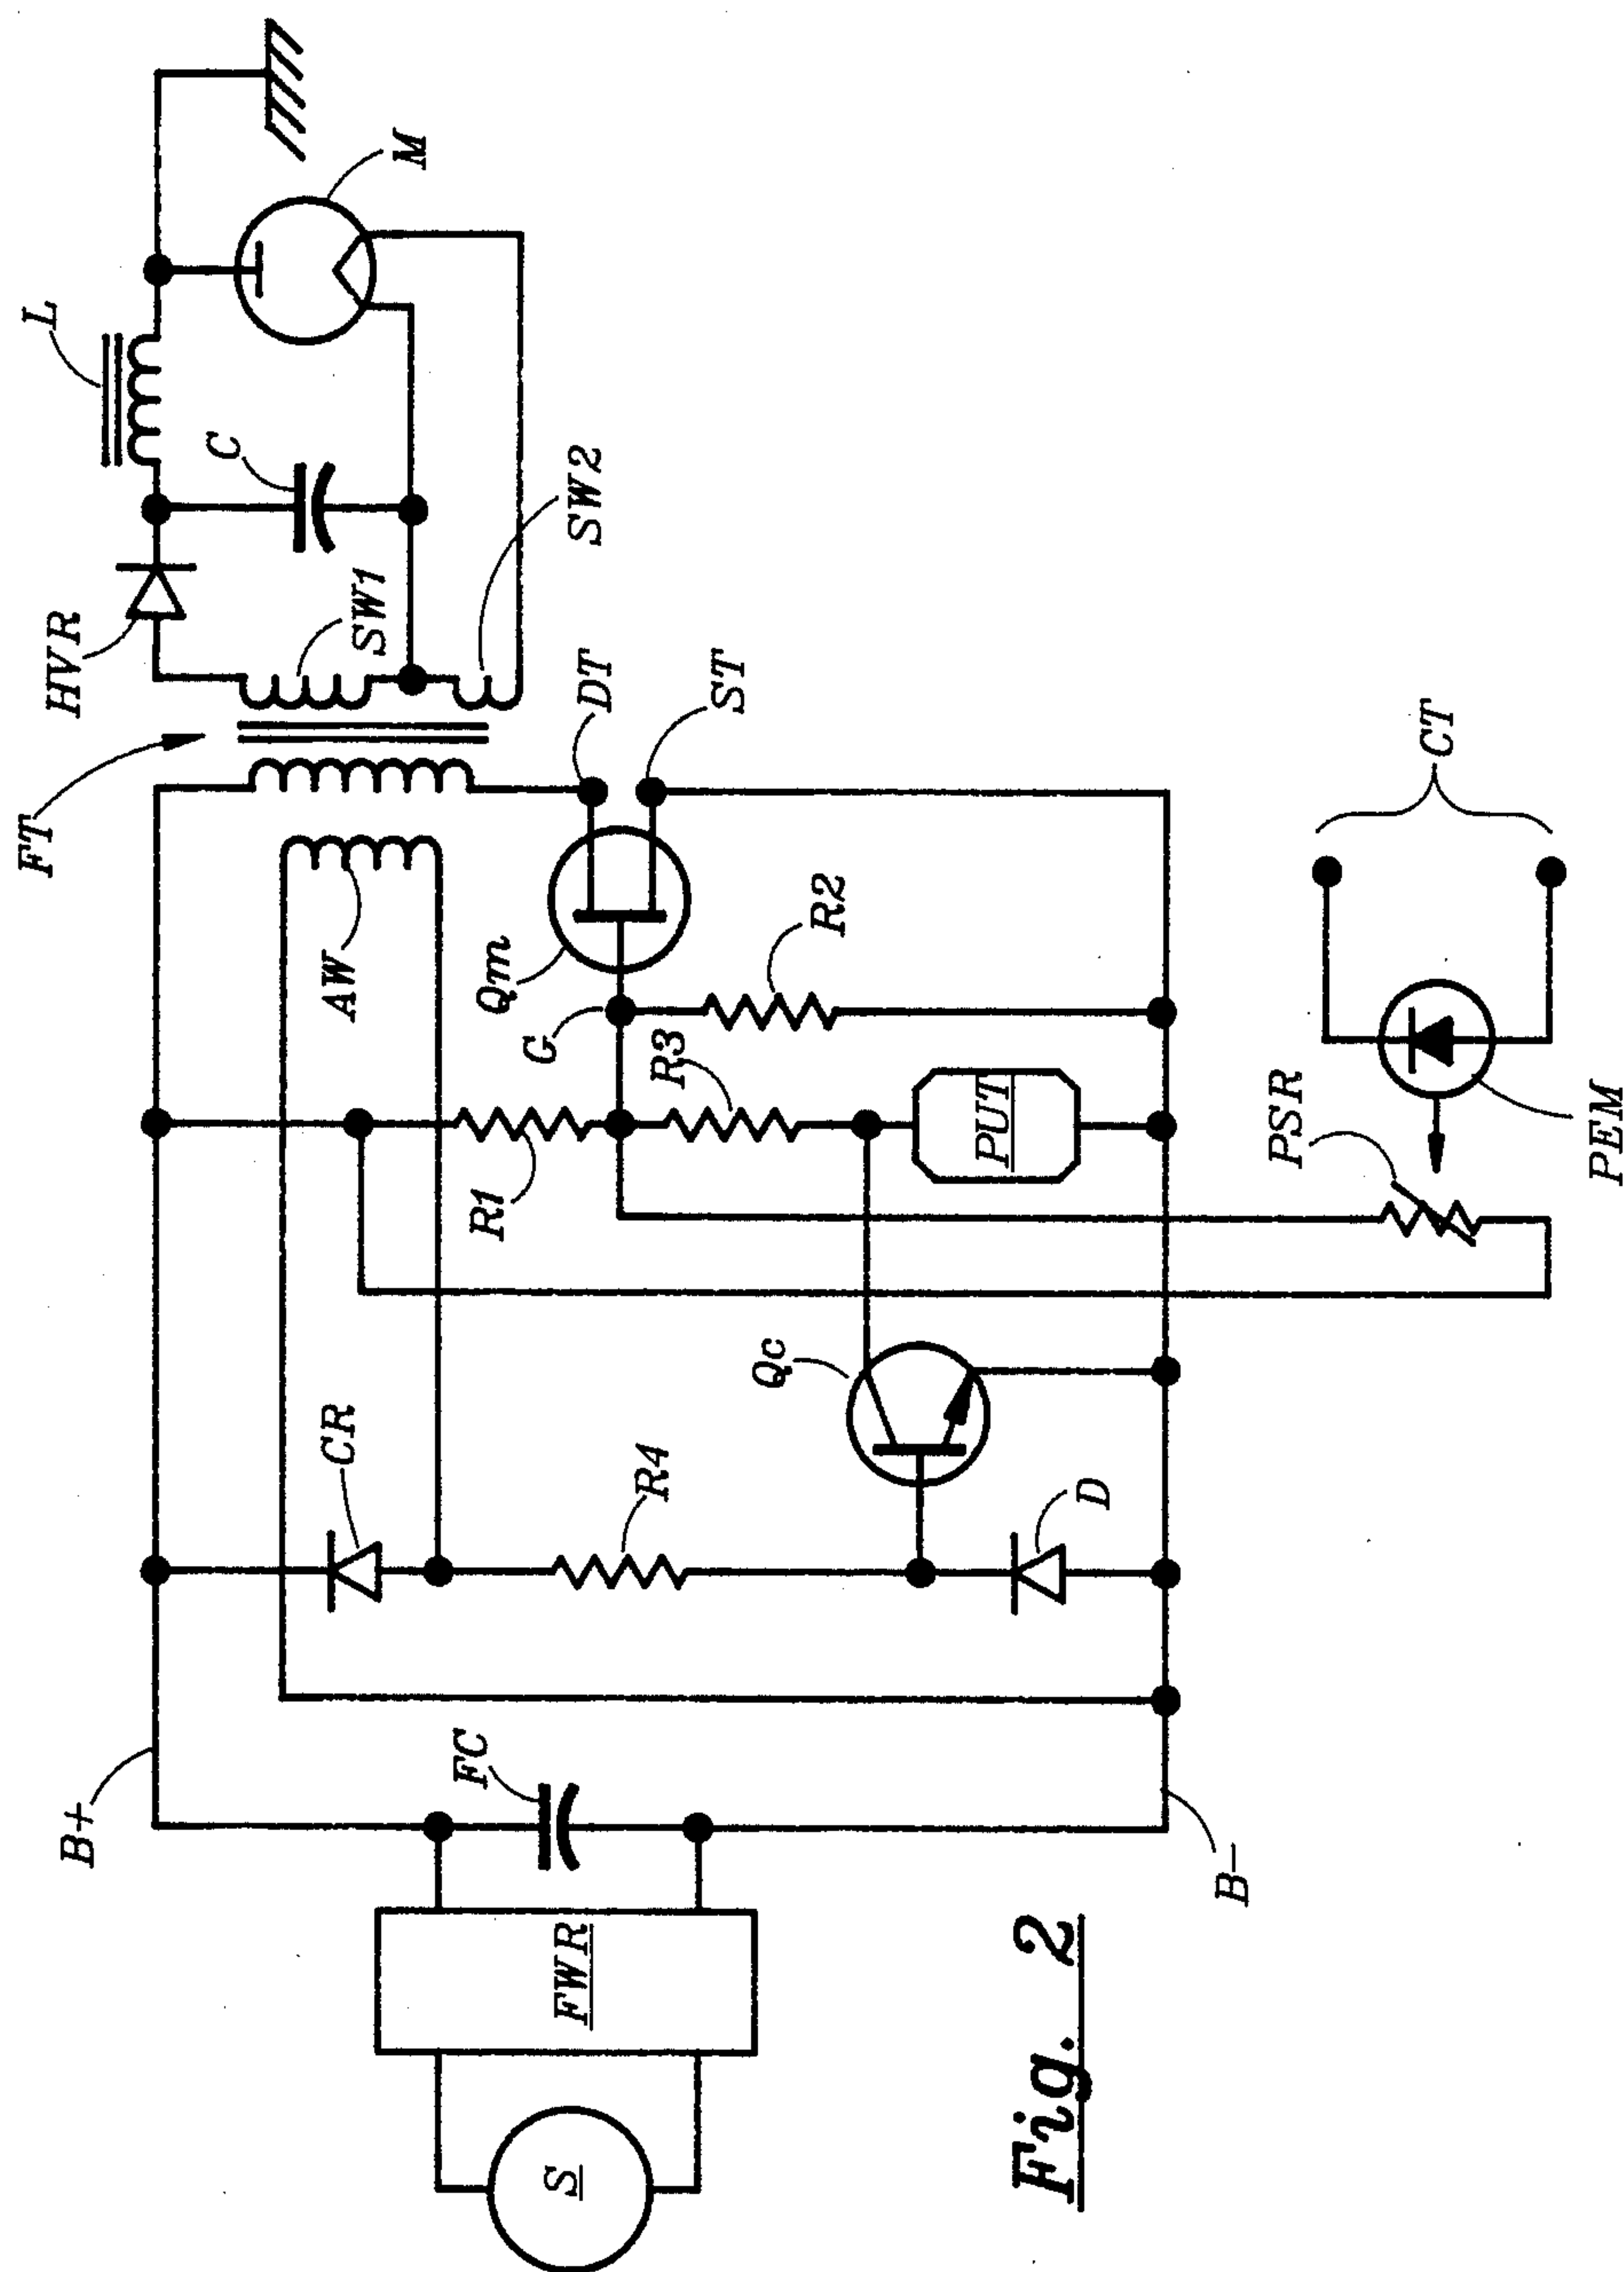 S
FWR
B+
FC
B-
CR
R4
D
Qc
AW
R1
R3
PUT
G
Qm
R2
PSR
PEM
CT
FT
DT
ST
HVR
SW1
SW2
C
L
M
Fig. 2